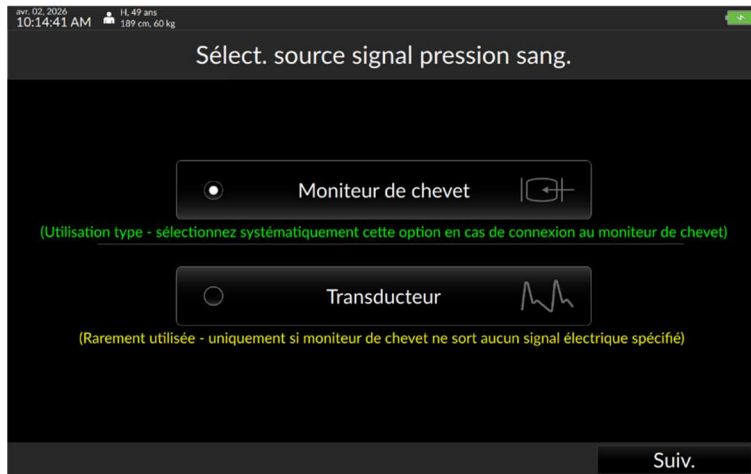 avr. 02, 2026
10:14:41 AM
H, 49 ans
189 cm, 60 kg
Sélect. source signal pression sang.
Moniteur de chevet
(Utilisation type - sélectionnez systématiquement cette option en cas de connexion au moniteur de chevet)
Transducteur
(Rarement utilisée - uniquement si moniteur de chevet ne sort aucun signal électrique spécifié)
Suiv.